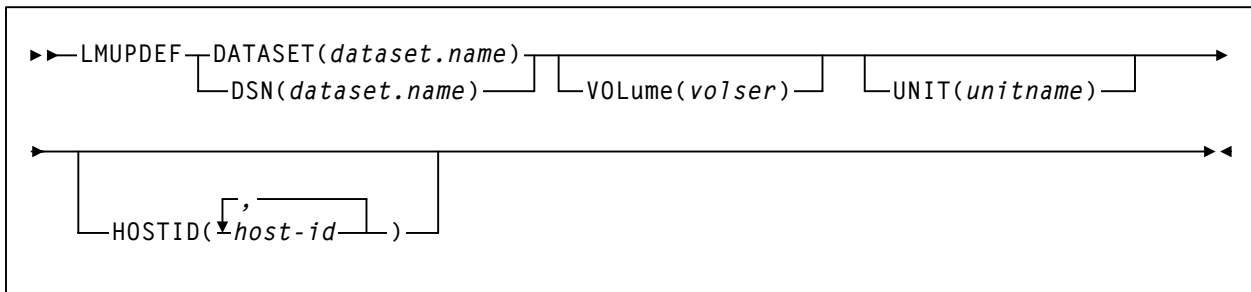 LMUPDEF DATASET(dataset.name)
DSN(dataset.name) VOLume(volser) UNIT(unitname)
,
HOSTID( host-id )